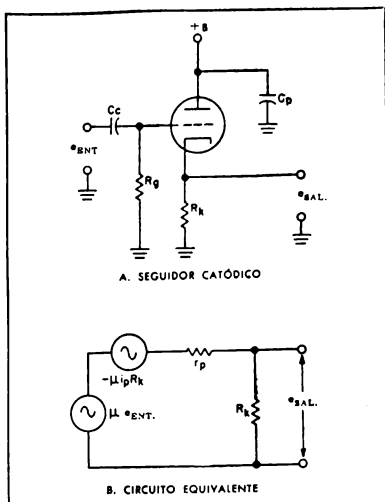 +B
Cc
Cp
eENT
Rg
Rk
eSAL.
A. SEGUIDOR CATÓDICO
-μipRk
rp
μ eENT.
Rk
eSAL.
B. CIRCUITO EQUIVALENTE